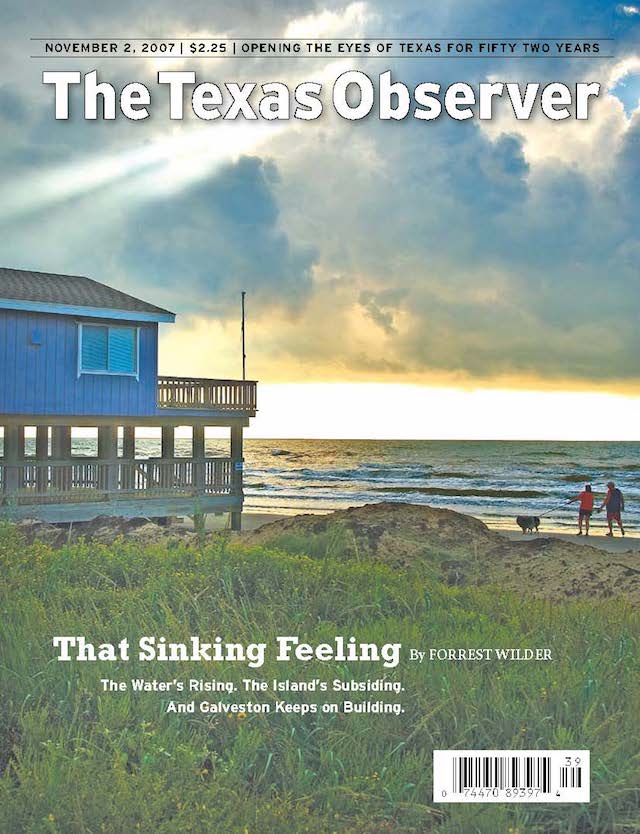 NOVEMBER 2, 2007 | $2.25 | OPENING THE EYES OF TEXAS FOR FIFTY TWO YEARS
The Texas Observer
That Sinking Feeling By FORREST WILDER
The Water's Rising. The Island's Subsiding.
And Galveston Keeps on Building.
39
0 74470 89397 4